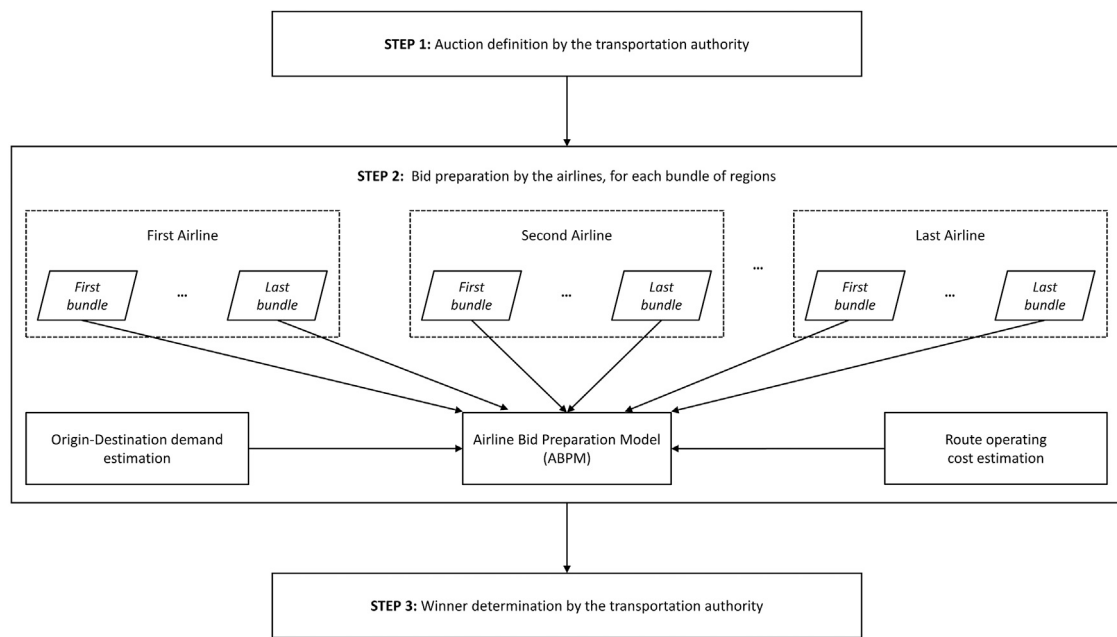 STEP 1: Auction definition by the transportation authority
STEP 2: Bid preparation by the airlines, for each bundle of regions
First Airline
Second Airline
Last Airline
...
First
bundle
...
Last
bundle
First
bundle
...
Last
bundle
First
bundle
...
Last
bundle
Origin-Destination demand
estimation
Airline Bid Preparation Model
(ABPM)
Route operating
cost estimation
STEP 3: Winner determination by the transportation authority